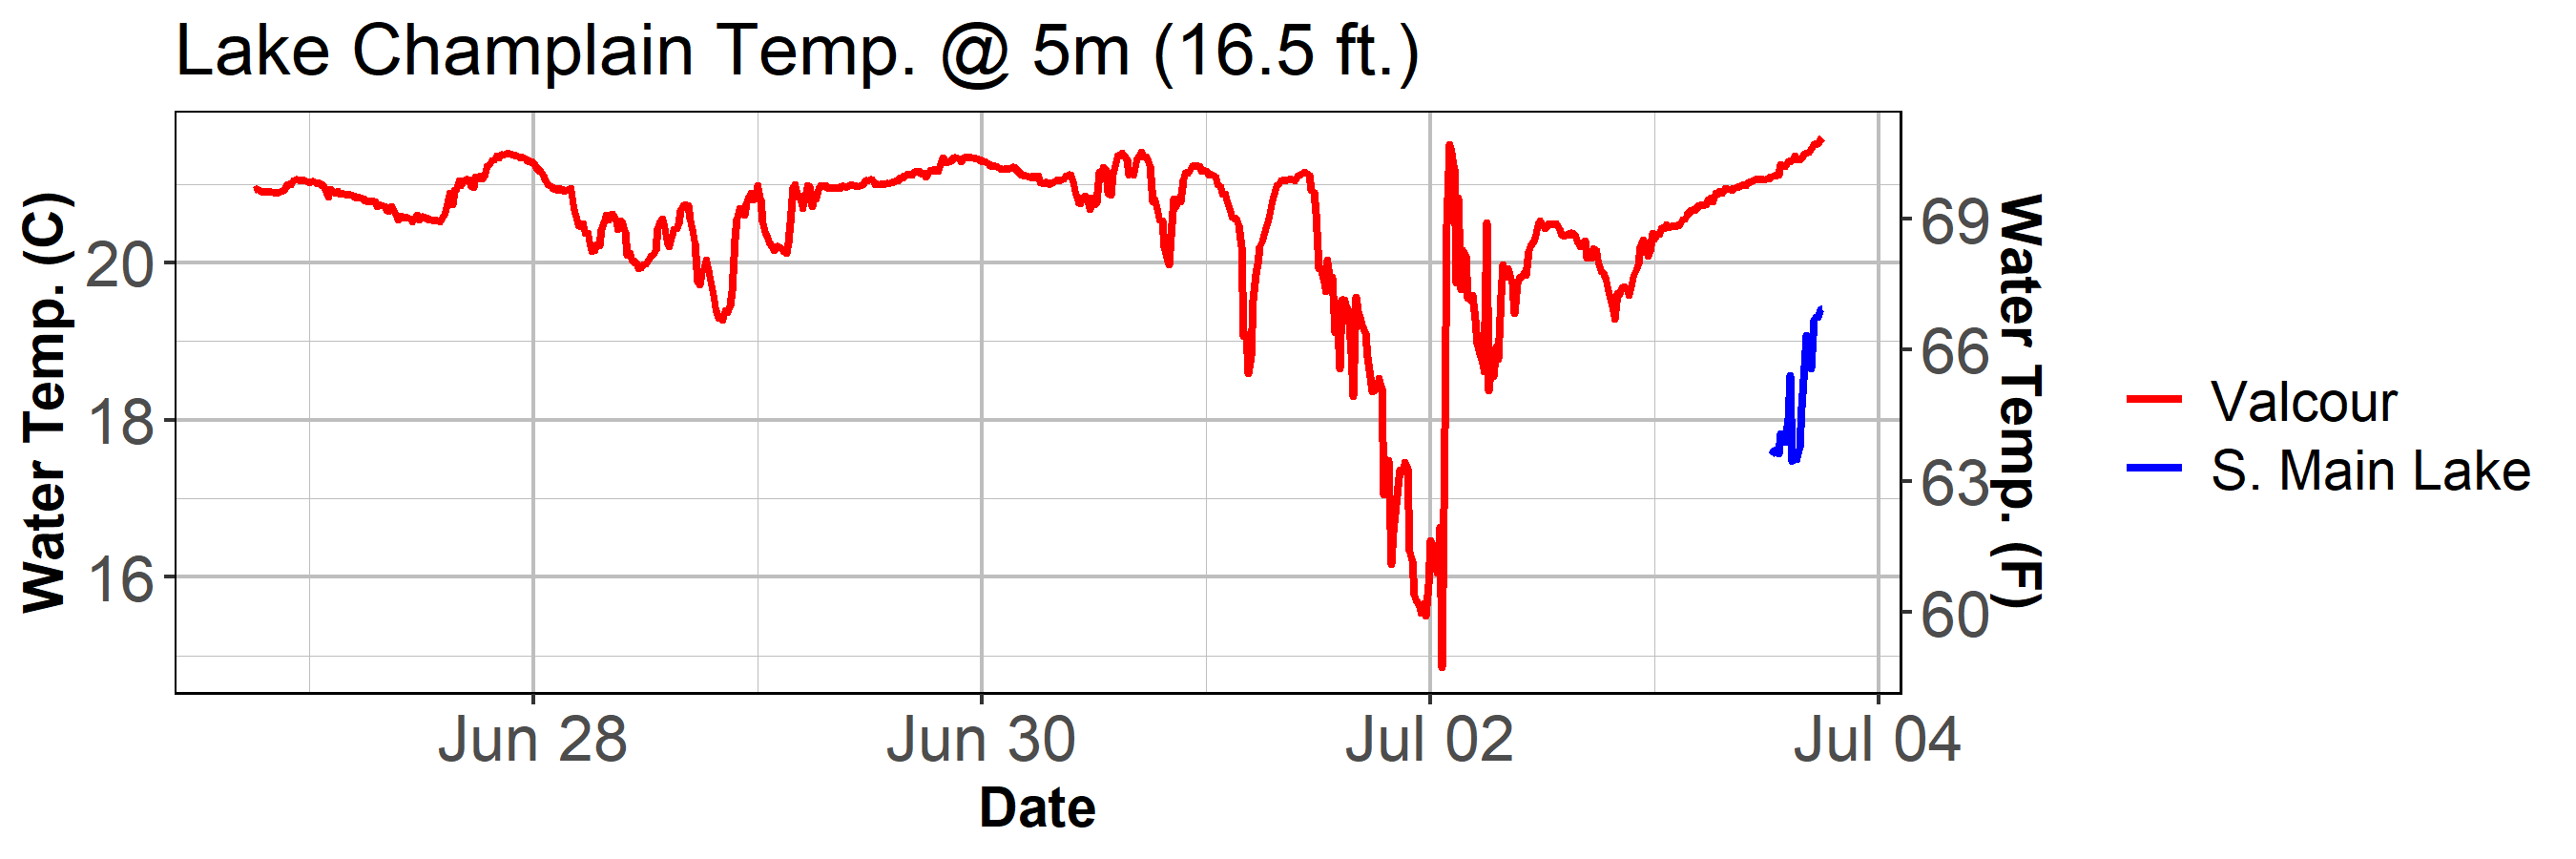 Lake Champlain Temp. @ 5m (16.5 ft.)
Water Temp. (C)
20
18
16
69
66
63
60
Water Temp. (F)
Jun 28
Jun 30
Jul 02
Jul 04
Date
Valcour
S. Main Lake